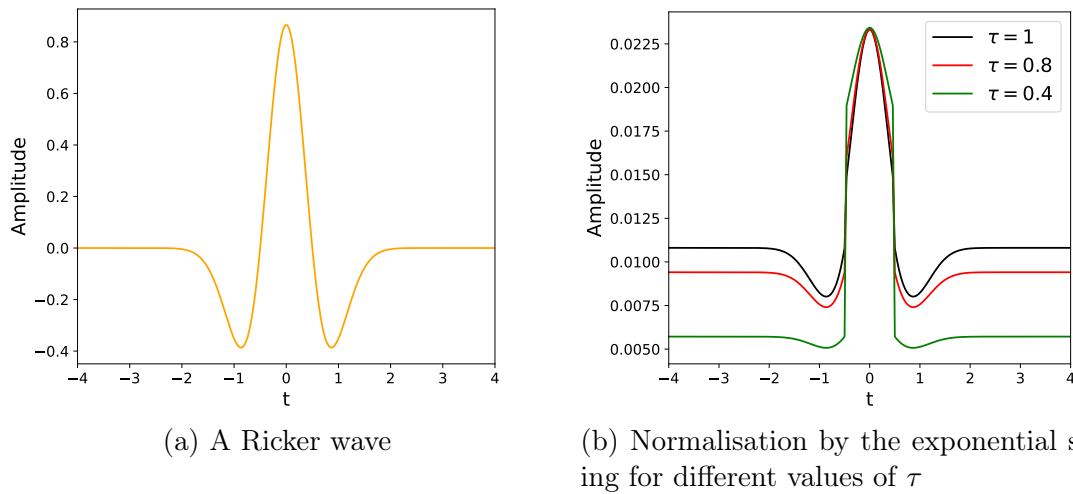 0.8
0.6
0.4
0.2
0.0
−0.2
−0.4
Amplitude
−4 −3 −2 −1 0 1 2 3 4
t
(a) A Ricker wave
0.0225
0.0200
0.0175
0.0150
0.0125
0.0100
0.0075
0.0050
Amplitude
τ = 1
τ = 0.8
τ = 0.4
−4 −3 −2 −1 0 1 2 3 4
t
(b) Normalisation by the exponential s
ing for different values of τ